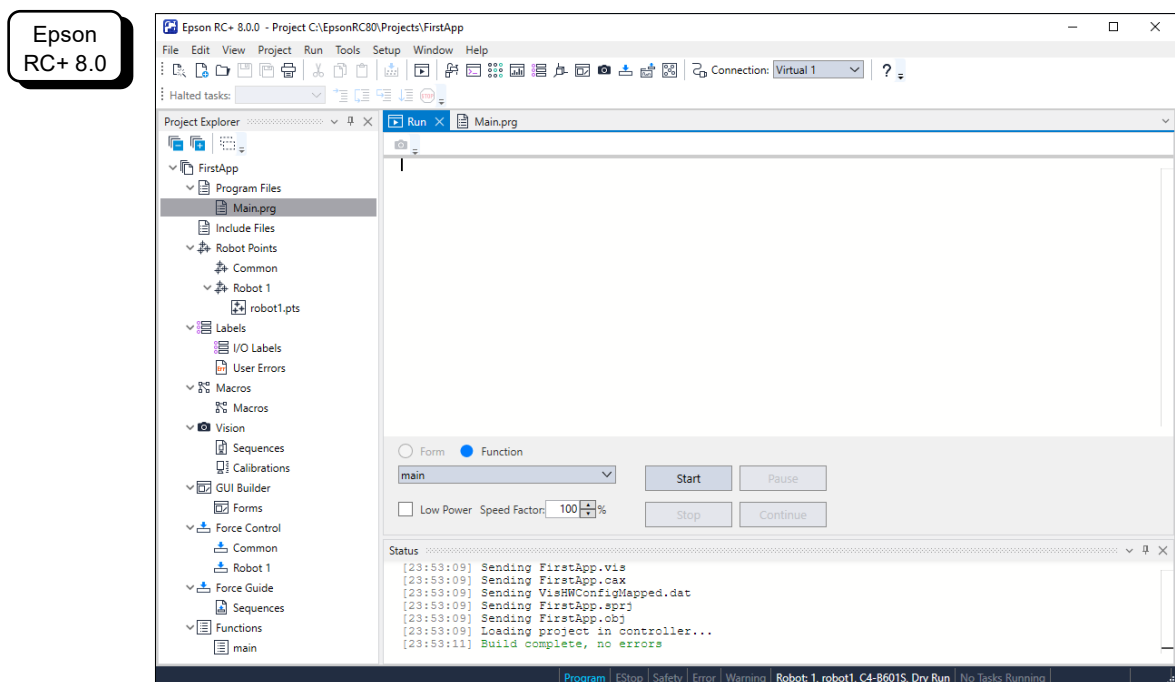 Epson
RC+ 8.0
Epson RC+ 8.0.0 - Project C:\EpsonRC80\Projects\FirstApp
File Edit View Project Run Tools Setup Window Help
Connection: Virtual 1 ?
Halted tasks: STOP
Project Explorer
Run Main.prg
FirstApp
Program Files
Main.prg
Include Files
Robot Points
Common
Robot 1
robot1.pts
Labels
I/O Labels
User Errors
Macros
Macros
Vision
Sequences
Calibrations
GUI Builder
Forms
Force Control
Common
Robot 1
Force Guide
Sequences
Functions
main
Form Function
main
Start Pause
Low Power Speed Factor: 100 %
Stop Continue
Status
[23:53:09] Sending FirstApp.vis
[23:53:09] Sending FirstApp.cax
[23:53:09] Sending VisHWConfigMapped.dat
[23:53:09] Sending FirstApp.sprj
[23:53:09] Sending FirstApp.obj
[23:53:09] Loading project in controller...
[23:53:11] Build complete, no errors
Program EStop Safety Error Warning Robot: 1, robot1, C4-B601S, Dry Run No Tasks Running